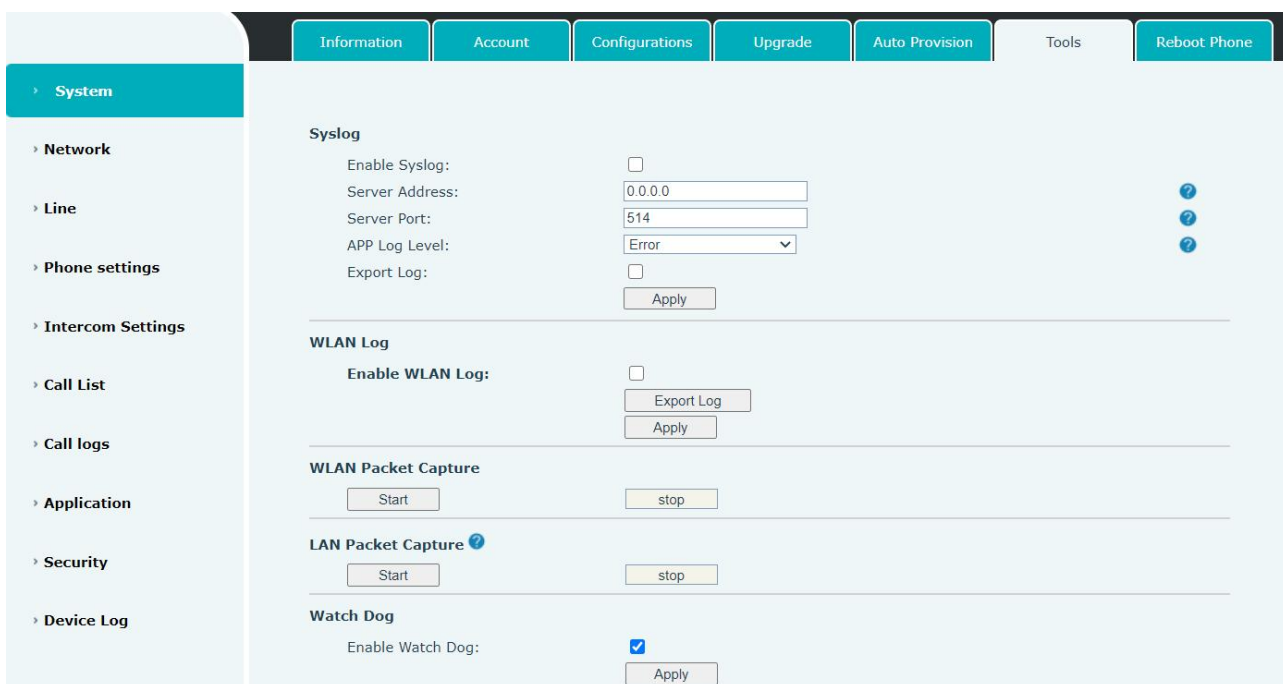 Information Account Configurations Upgrade Auto Provision Tools Reboot Phone
System
Network
Line
Phone settings
Intercom Settings
Call List
Call logs
Application
Security
Device Log
Syslog
Enable Syslog:
Server Address: 0.0.0.0 ?
Server Port: 514 ?
APP Log Level: Error ?
Export Log:
Apply
WLAN Log
Enable WLAN Log:
Export Log
Apply
WLAN Packet Capture
Start stop
LAN Packet Capture ?
Start stop
Watch Dog
Enable Watch Dog:
Apply